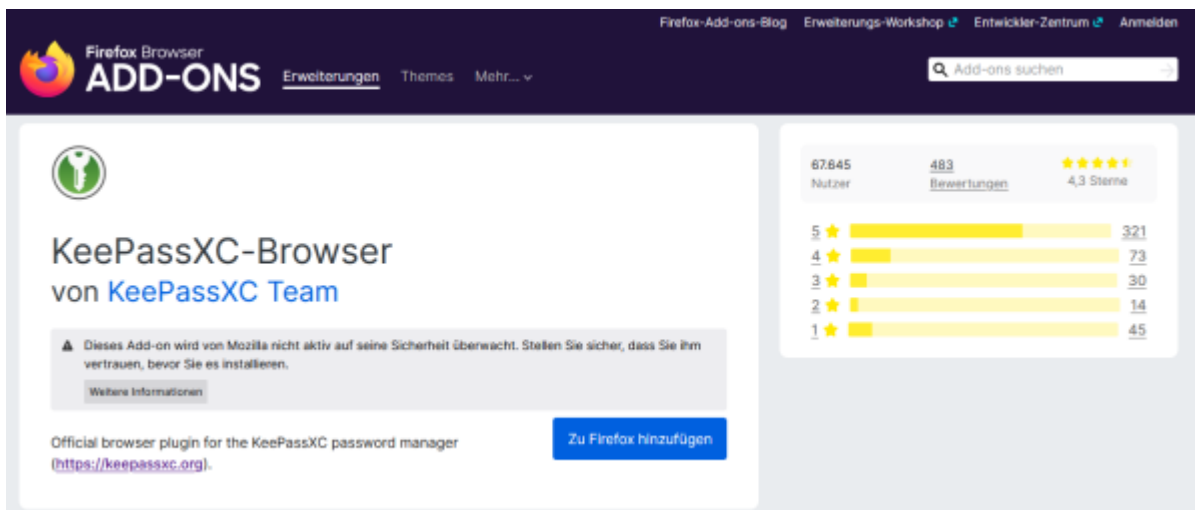 Firefox-Add-ons-Blog Erweiterungs-Workshop Entwickler-Zentrum Anmelden
Firefox Browser
ADD-ONS Erweiterungen Themes Mehr...
Add-ons suchen
KeePassXC-Browser
von KeePassXC Team
Dieses Add-on wird von Mozilla nicht aktiv auf seine Sicherheit überwacht. Stellen Sie sicher, dass Sie ihm
vertrauen, bevor Sie es installieren.
Weitere Informationen
Official browser plugin for the KeePassXC password manager
(https://keepassxc.org).
Zu Firefox hinzufügen
67.645 483
Nutzer Bewertungen 4,3 Sterne
5 321
4 73
3 30
2 14
1 45